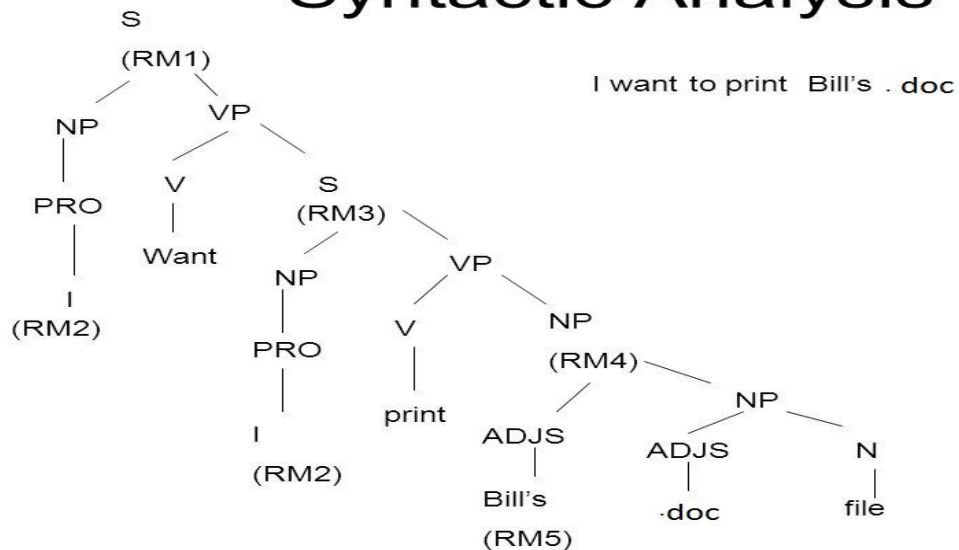 Syntactic Analysis
S
(RM1)
I want to print Bill's . doc
NP
VP
V
S
PRO
(RM3)
Want
NP
VP
I
(RM2)
V
NP
PRO
(RM4)
print
NP
I
ADJS
ADJS
N
(RM2)
Bill's
.doc
file
(RM5)